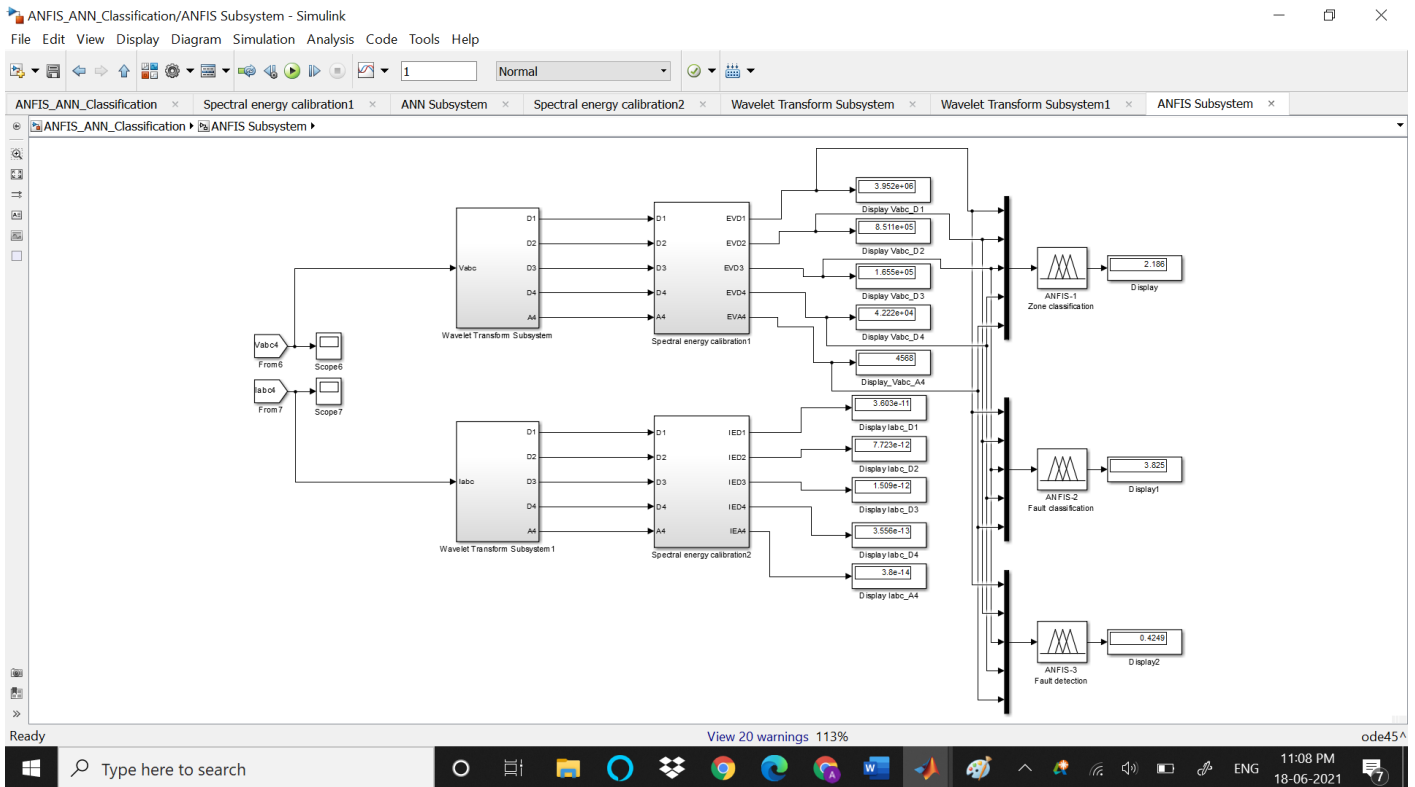 ANFIS_ANN_Classification/ANFIS Subsystem - Simulink
File Edit View Display Diagram Simulation Analysis Code Tools Help
1 Normal
ANFIS_ANN_Classification × Spectral energy calibration1 × ANN Subsystem × Spectral energy calibration2 × Wavelet Transform Subsystem × Wavelet Transform Subsystem1 × ANFIS Subsystem ×
ANFIS_ANN_Classification ANFIS Subsystem
Vabc4
From6
Scope6
Iabc4
From7
Scope7
Vabc
D1
D2
D3
D4
A4
Wavelet Transform Subsystem
D1 EVD1
D2 EVD2
D3 EVD3
D4 EVD4
A4 EVA4
Spectral energy calibration1
3.952e+06
Display Vabc_D1
8.511e+05
Display Vabc_D2
1.655e+05
Display Vabc_D3
4.222e+04
Display Vabc_D4
4568
Display_Vabc_A4
Iabc
D1
D2
D3
D4
A4
Wavelet Transform Subsystem1
D1 IED1
D2 IED2
D3 IED3
D4 IED4
A4 IEA4
Spectral energy calibration2
3.603e-11
Display Iabc_D1
7.723e-12
Display Iabc_D2
1.509e-12
Display Iabc_D3
3.556e-13
Display Iabc_D4
3.8e-14
Display Iabc_A4
ANFIS-1
Zone classification
2.186
Display
ANFIS-2
Fault classification
3.825
Display1
ANFIS-3
Fault detection
0.4249
Display2
Ready View 20 warnings 113% ode45
Type here to search
ENG
11:08 PM
18-06-2021
7